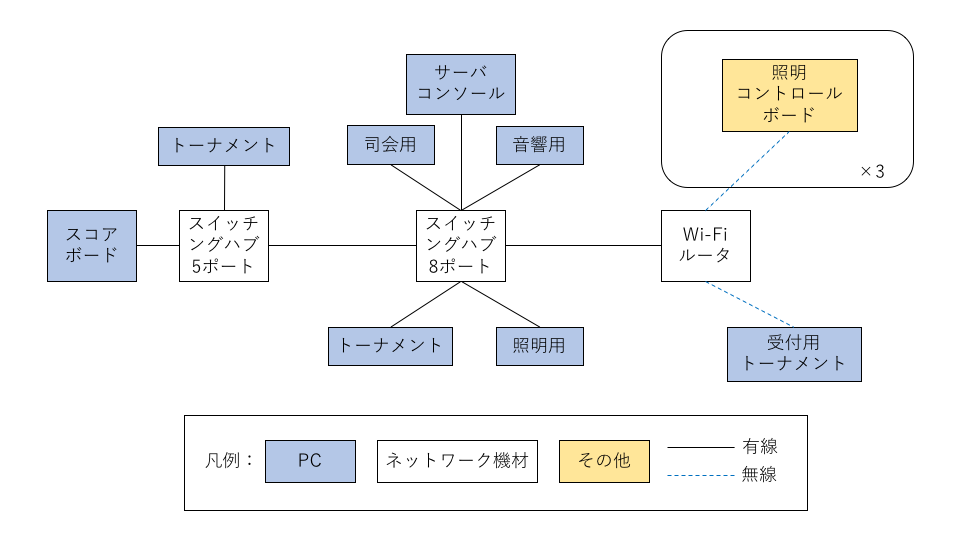 サーバ
コンソール
照明
コントロール
ボード
×3
トーナメント
司会用
音響用
スコア
ボード
スイッチ
ングハブ
5ポート
スイッチ
ングハブ
8ポート
Wi-Fi
ルータ
トーナメント
照明用
受付用
トーナメント
凡例：
PC
ネットワーク機材
その他
有線
無線